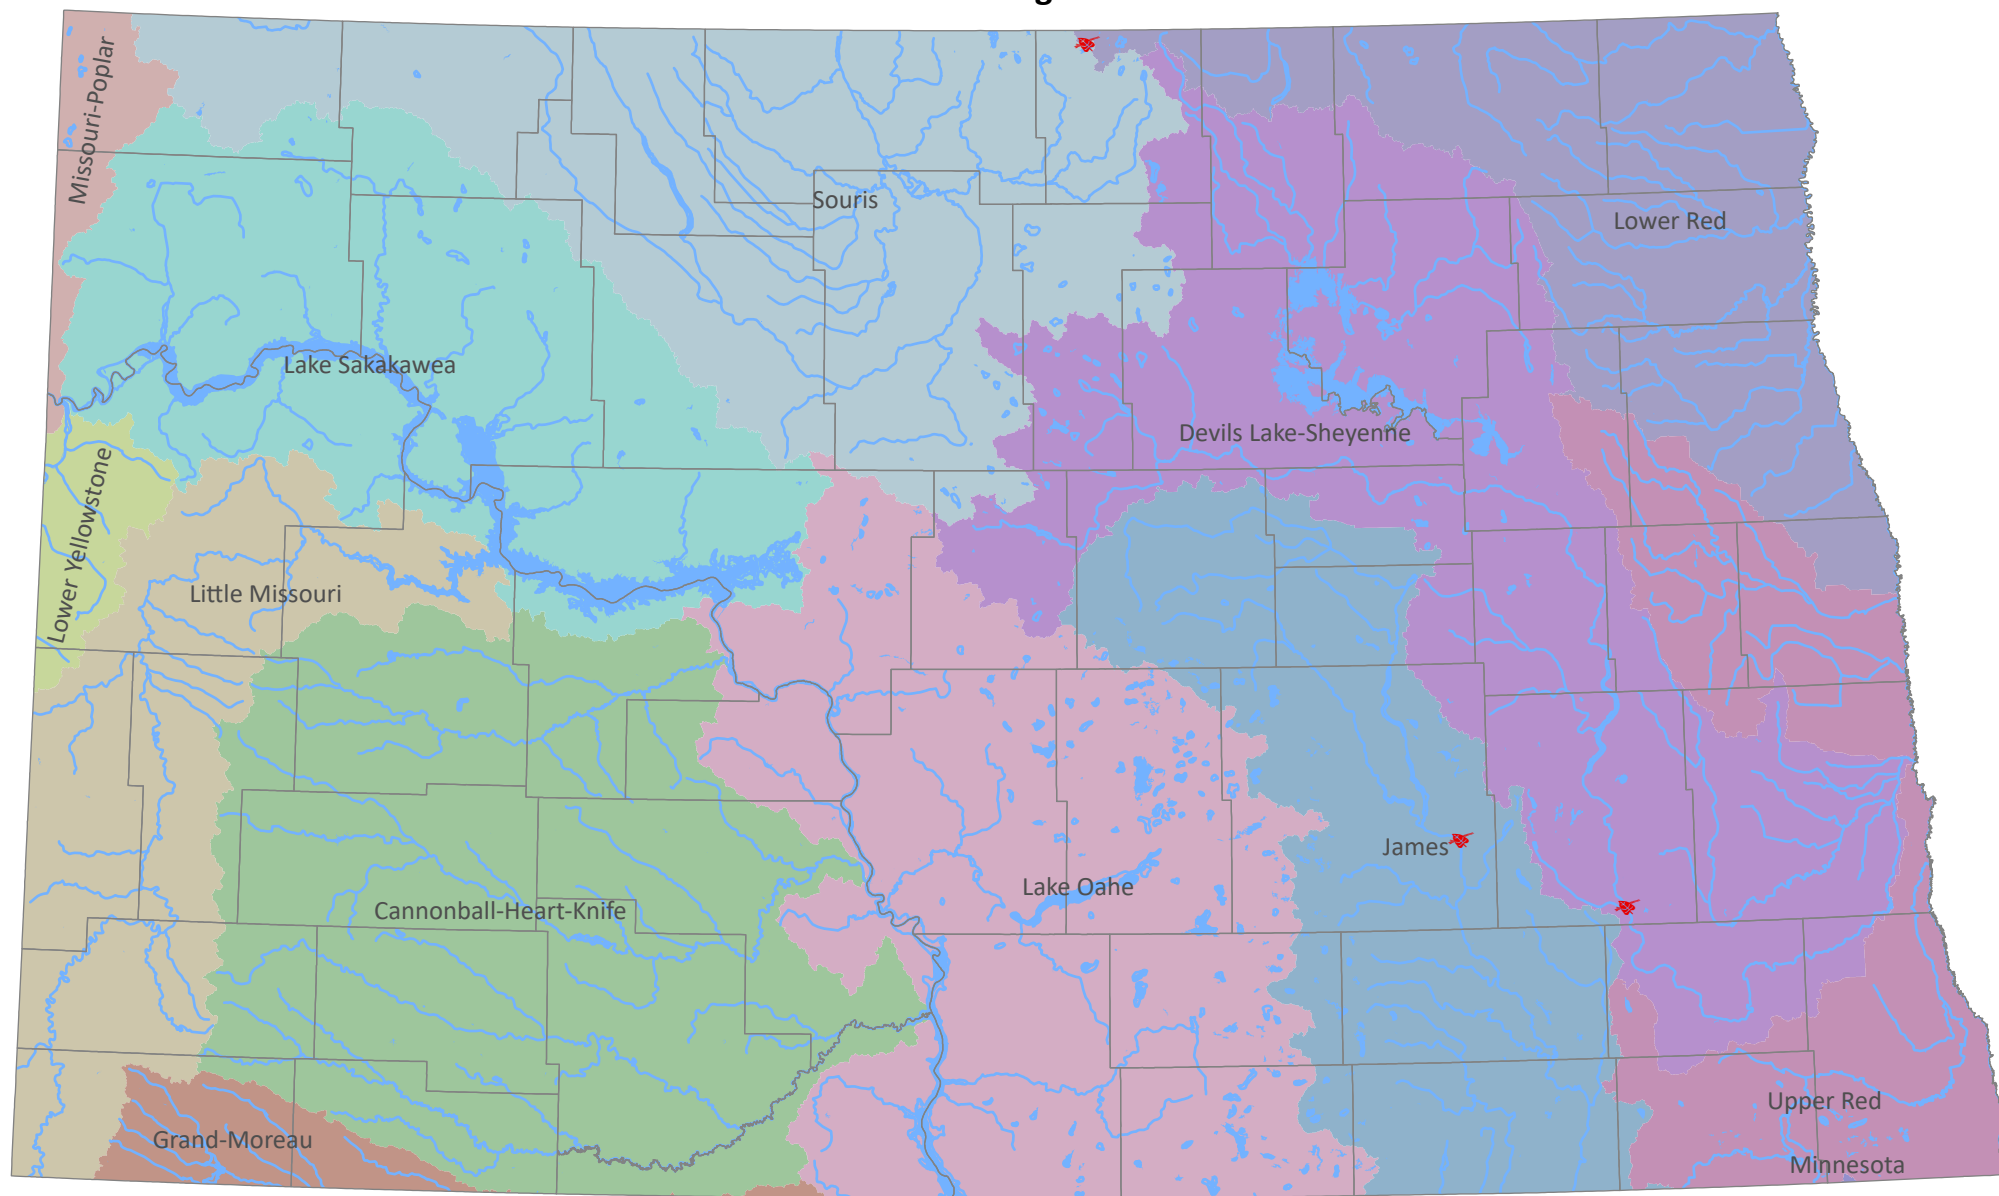 g
Missouri-Poplar
Souris
Lower Red
Lake Sakakawea
Devils Lake-Sheyenne
Lower Yellowstone
Little Missouri
James
Lake Oahe
Cannonball-Heart-Knife
Upper Red
Grand-Moreau
Minnesota